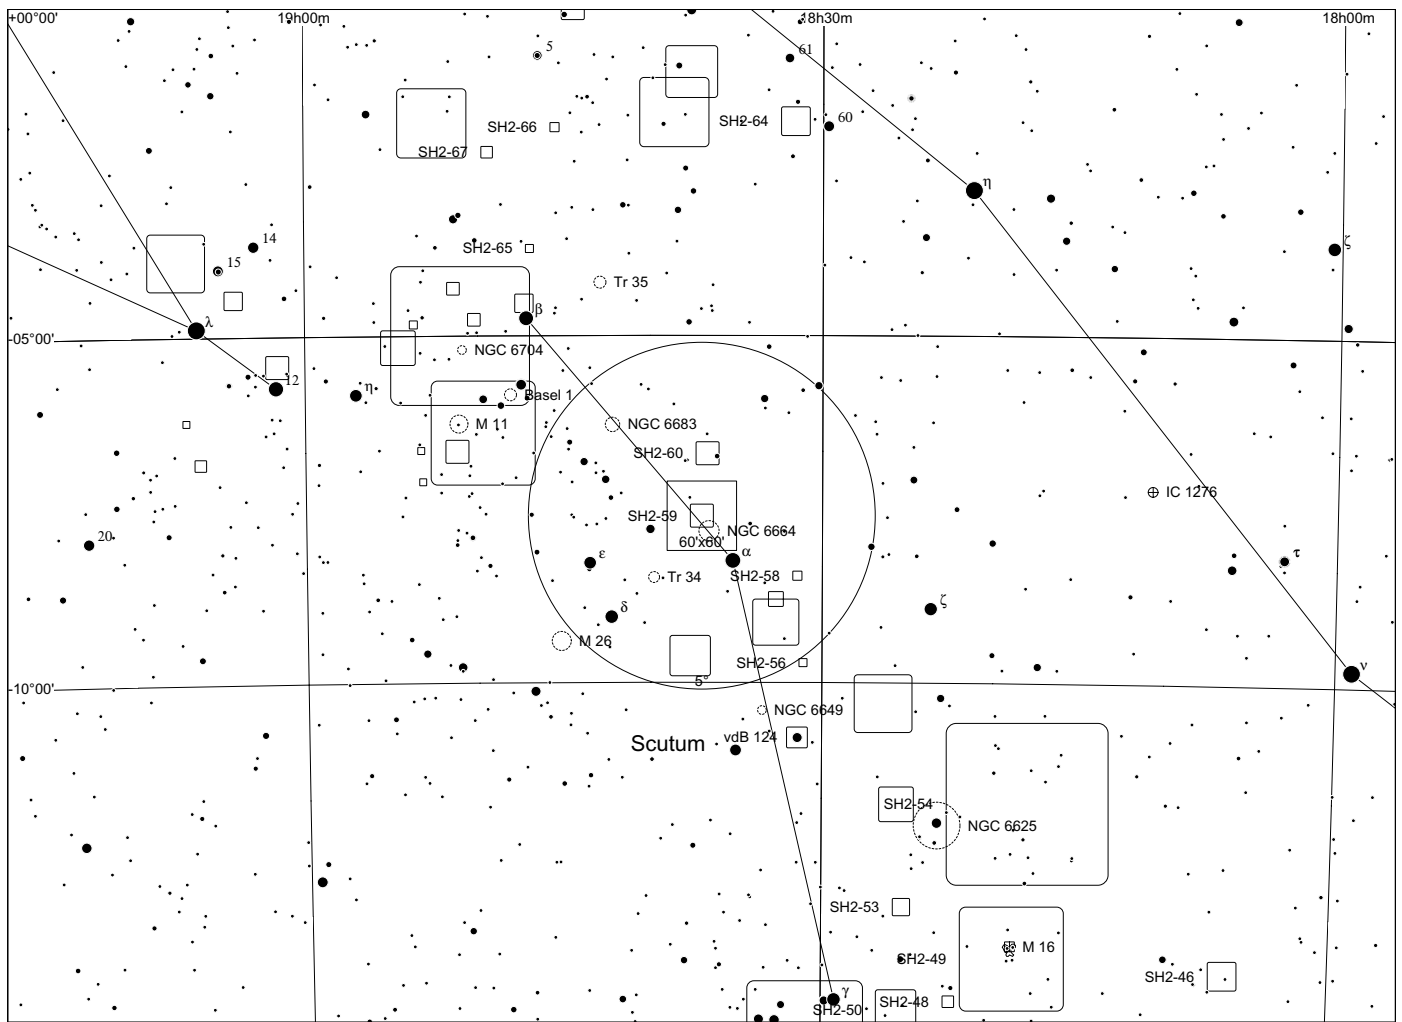 +00°00' 19h00m 18h30m 18h00m
5 61
60
SH2-66 SH2-64
SH2-67
η
14 SH2-65 ζ
15
Tr 35
λ β
-05°00'
NGC 6704
12 η Basel 1
M 11 NGC 6683
SH2-60
IC 1276
SH2-59 NGC 6664
20 60'x60'
ε α τ
Tr 34 SH2-58
δ ζ
M 26
SH2-56 ν
-10°00' 5°
NGC 6649
Scutum vdB 124
SH2-54
NGC 6625
SH2-53
M 16
SH2-49
SH2-46
γ
SH2-50 SH2-48